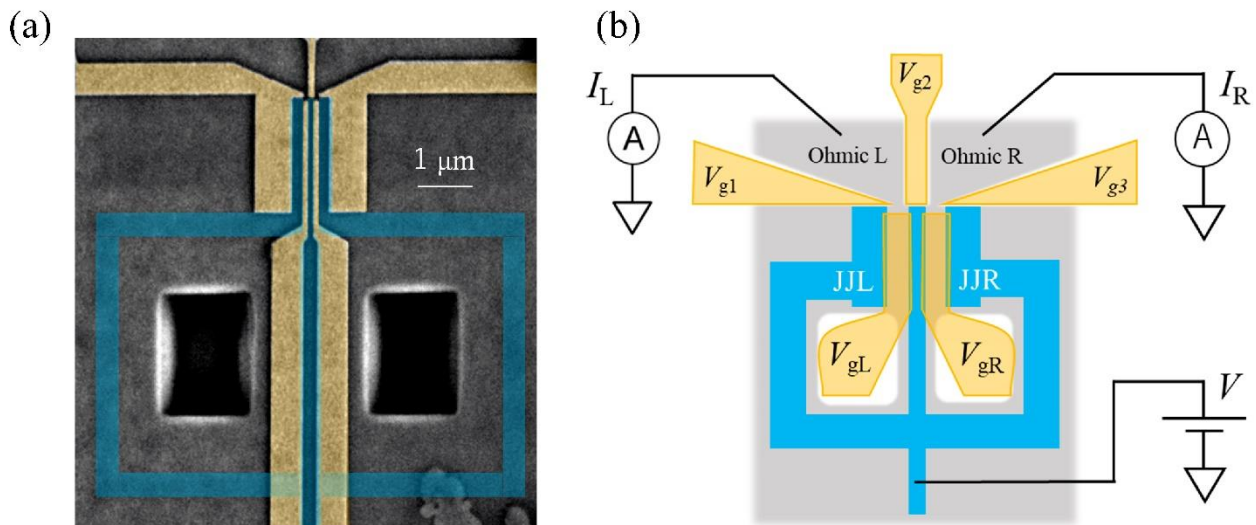 (a)
1 μm
(b)
I_L
A
V_g2
I_R
A
Ohmic L
Ohmic R
V_g1
V_g3
JJL
JJR
V_gL
V_gR
V